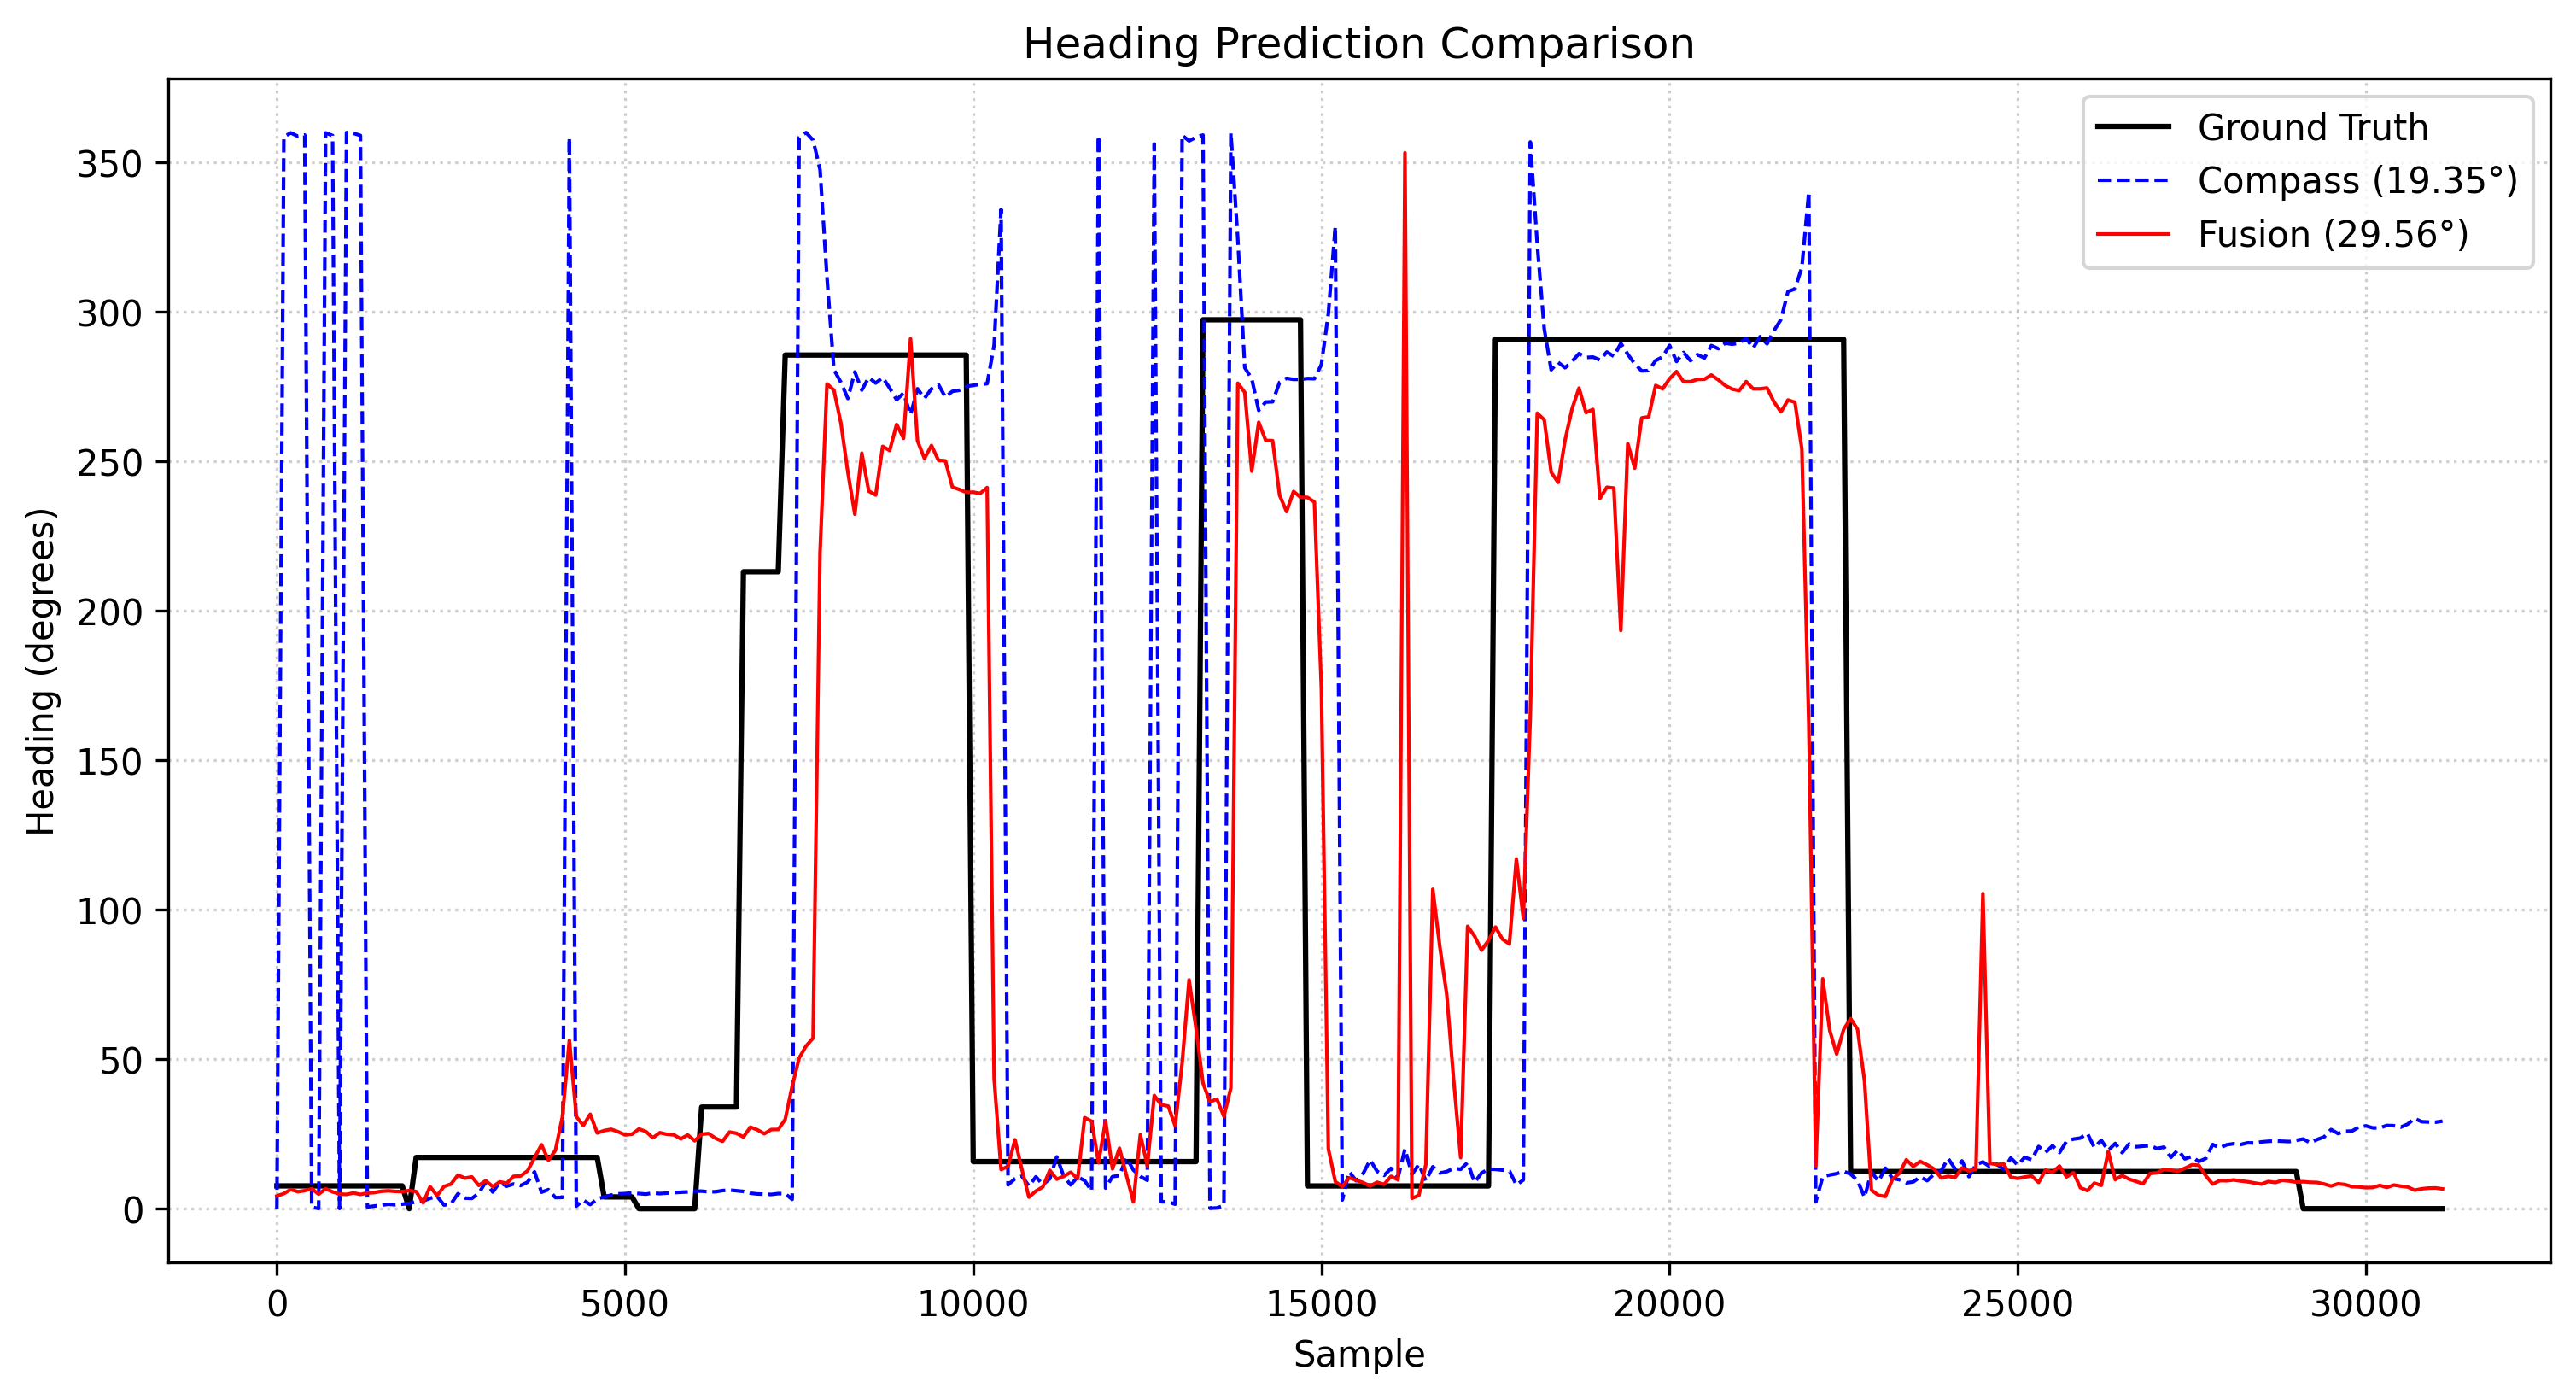 Heading Prediction Comparison
Ground Truth
Compass (19.35°)
Fusion (29.56°)
Heading (degrees)
350
300
250
200
150
100
50
0
0 5000 10000 15000 20000 25000 30000
Sample